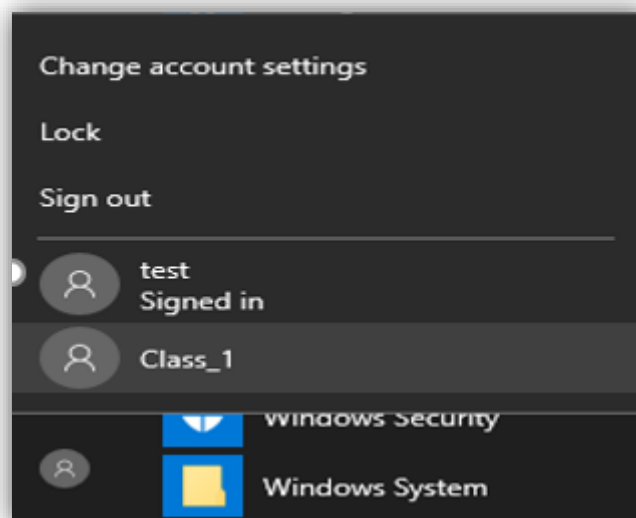 Change account settings
Lock
Sign out
test
Signed in
Class_1
Windows Security
Windows System